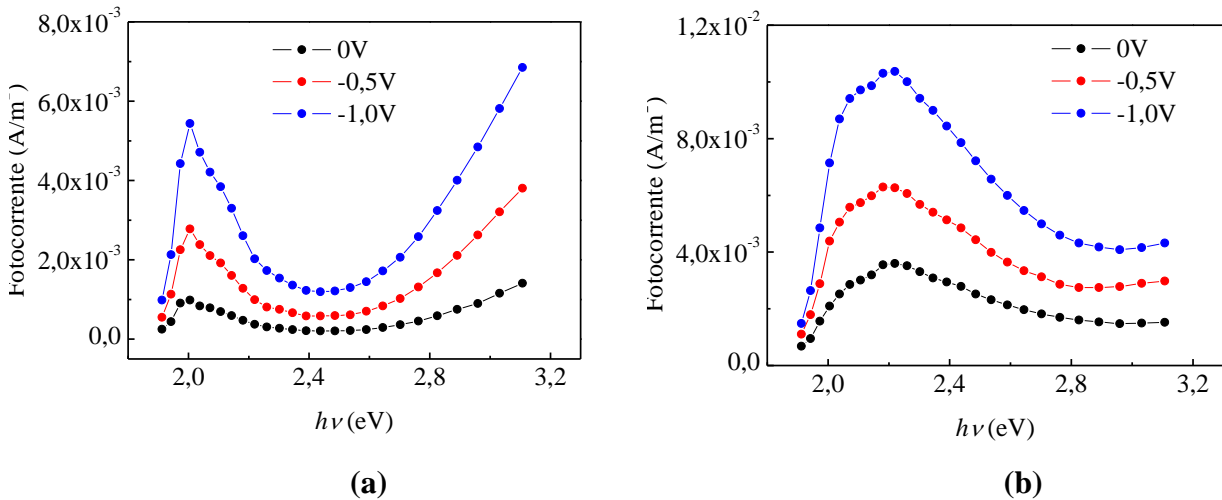 8,0x10⁻³
6,0x10⁻³
4,0x10⁻³
2,0x10⁻³
0,0
Fotocorrente (A/m⁻)
0V
-0,5V
-1,0V
2,0 2,4 2,8 3,2
hν (eV)
(a)
1,2x10⁻²
8,0x10⁻³
4,0x10⁻³
0,0
Fotocorrente (A/m⁻)
0V
-0,5V
-1,0V
2,0 2,4 2,8 3,2
hν (eV)
(b)